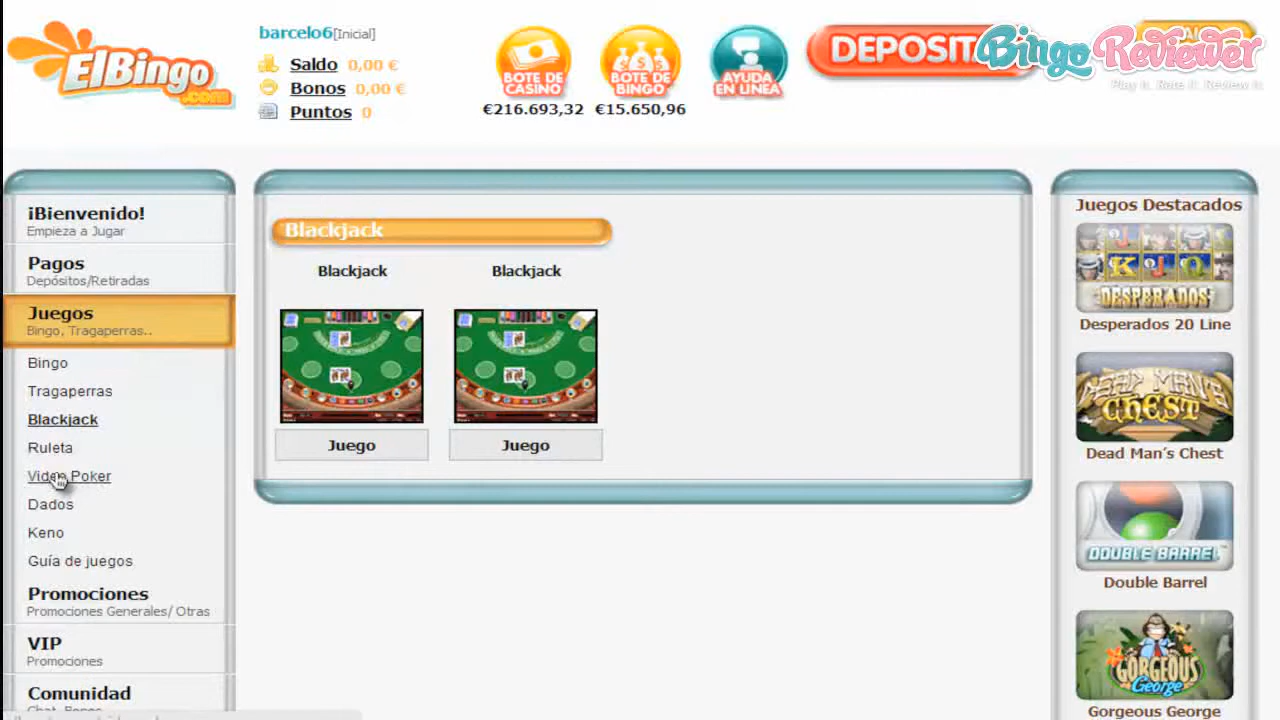 ElBingo
.com
barcelo6[Inicial]
Saldo 0,00 €
Bonos 0,00 €
Puntos 0
BOTE DE
CASINO
€216.693,32
BOTE DE
BINGO
€15.650,96
AYUDA
EN LINEA
DEPOSITA
Bingo Reviewer
Play it. Rate it. Review it.
¡Bienvenido!
Empieza a Jugar
Pagos
Depósitos/Retiradas
Juegos
Bingo, Tragaperras..
Bingo
Tragaperras
Blackjack
Ruleta
Video Poker
Dados
Keno
Guía de juegos
Promociones
Promociones Generales/ Otras
VIP
Promociones
Comunidad
Blackjack
Blackjack
Blackjack
Juego
Juego
Juegos Destacados
DESPERADOS
Desperados 20 Line
DEAD MAN'S
CHEST
Dead Man's Chest
DOUBLE BARREL
Double Barrel
GORGEOUS
George
Gorgeous George